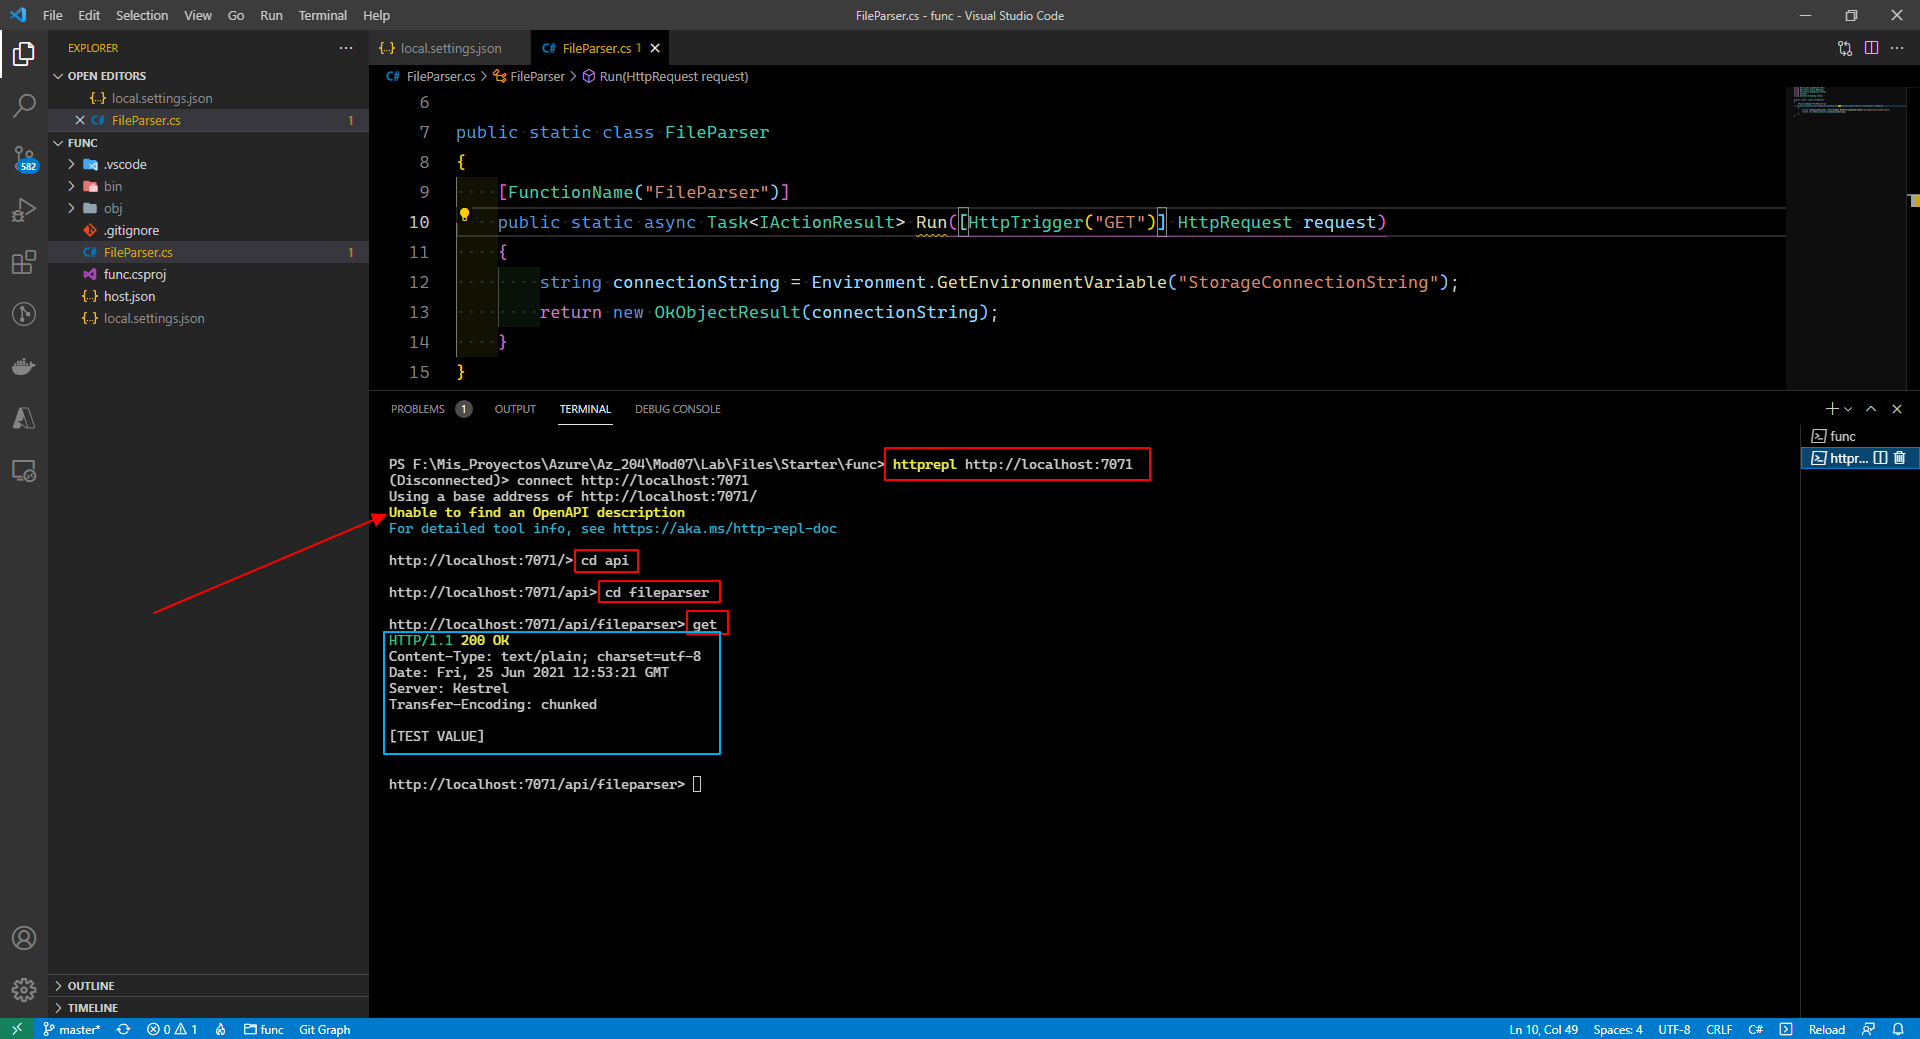 File Edit Selection View Go Run Terminal Help
FileParser.cs - func - Visual Studio Code
EXPLORER
OPEN EDITORS
{..} local.settings.json
C# FileParser.cs 1
FUNC
.vscode
bin
obj
.gitignore
C# FileParser.cs 1
func.csproj
{..} host.json
{..} local.settings.json
OUTLINE
TIMELINE
582
{..} local.settings.json
C# FileParser.cs 1
C# FileParser.cs > FileParser > Run(HttpRequest request)
6
7 public static class FileParser
8 {
9 [FunctionName("FileParser")]
10 public static async Task<IActionResult> Run([HttpTrigger("GET")] HttpRequest request)
11 {
12 string connectionString = Environment.GetEnvironmentVariable("StorageConnectionString");
13 return new OkObjectResult(connectionString);
14 }
15 }
PROBLEMS 1 OUTPUT TERMINAL DEBUG CONSOLE
func
httpr...
PS F:\Mis_Proyectos\Azure\Az_204\Mod07\Lab\Files\Starter\func> httprepl http://localhost:7071
(Disconnected)> connect http://localhost:7071
Using a base address of http://localhost:7071/
Unable to find an OpenAPI description
For detailed tool info, see https://aka.ms/http-repl-doc
http://localhost:7071/> cd api
http://localhost:7071/api> cd fileparser
http://localhost:7071/api/fileparser> get
HTTP/1.1 200 OK
Content-Type: text/plain; charset=utf-8
Date: Fri, 25 Jun 2021 12:53:21 GMT
Server: Kestrel
Transfer-Encoding: chunked
[TEST VALUE]
http://localhost:7071/api/fileparser>
master* 0 1 func Git Graph
Ln 10, Col 49 Spaces: 4 UTF-8 CRLF C# Reload